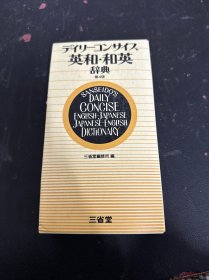 デイリーコンサイス
英和・和英
辞典
第4版
SANSEIDO'S
DAILY
CONCISE
ENGLISH-JAPANESE
JAPANESE-ENGLISH
DICTIONARY
三省堂編修所 編
三省堂